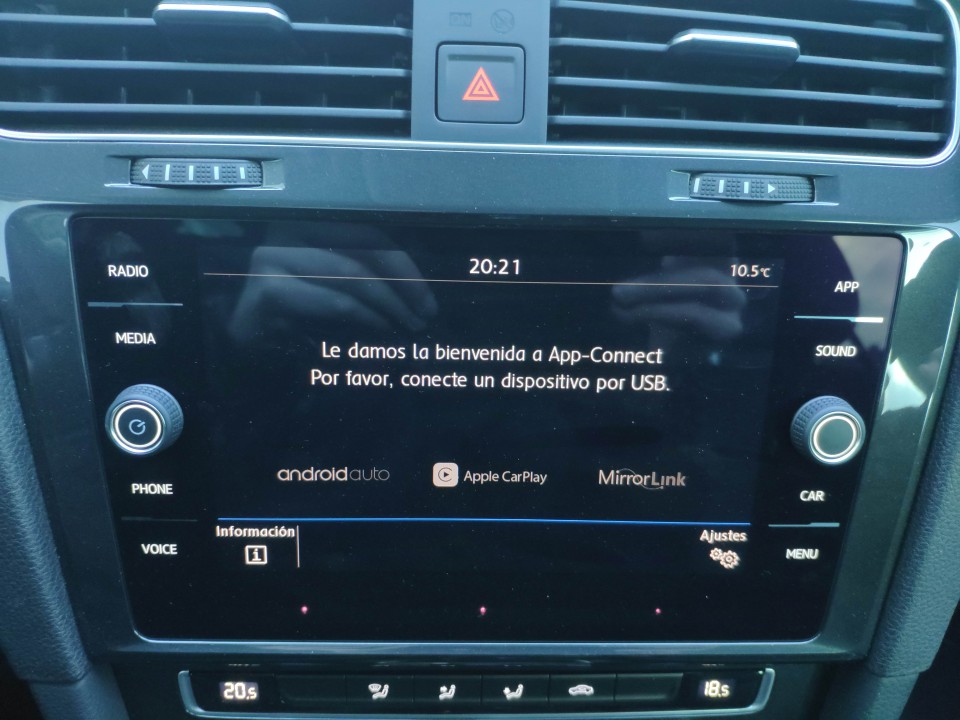 RADIO
MEDIA
PHONE
VOICE
20:21
10.5°C
Le damos la bienvenida a App-Connect
Por favor, conecte un dispositivo por USB.
androidauto
Apple CarPlay
MirrorLink
Información
i
Ajustes
APP
SOUND
CAR
MENU
20.5
18.5